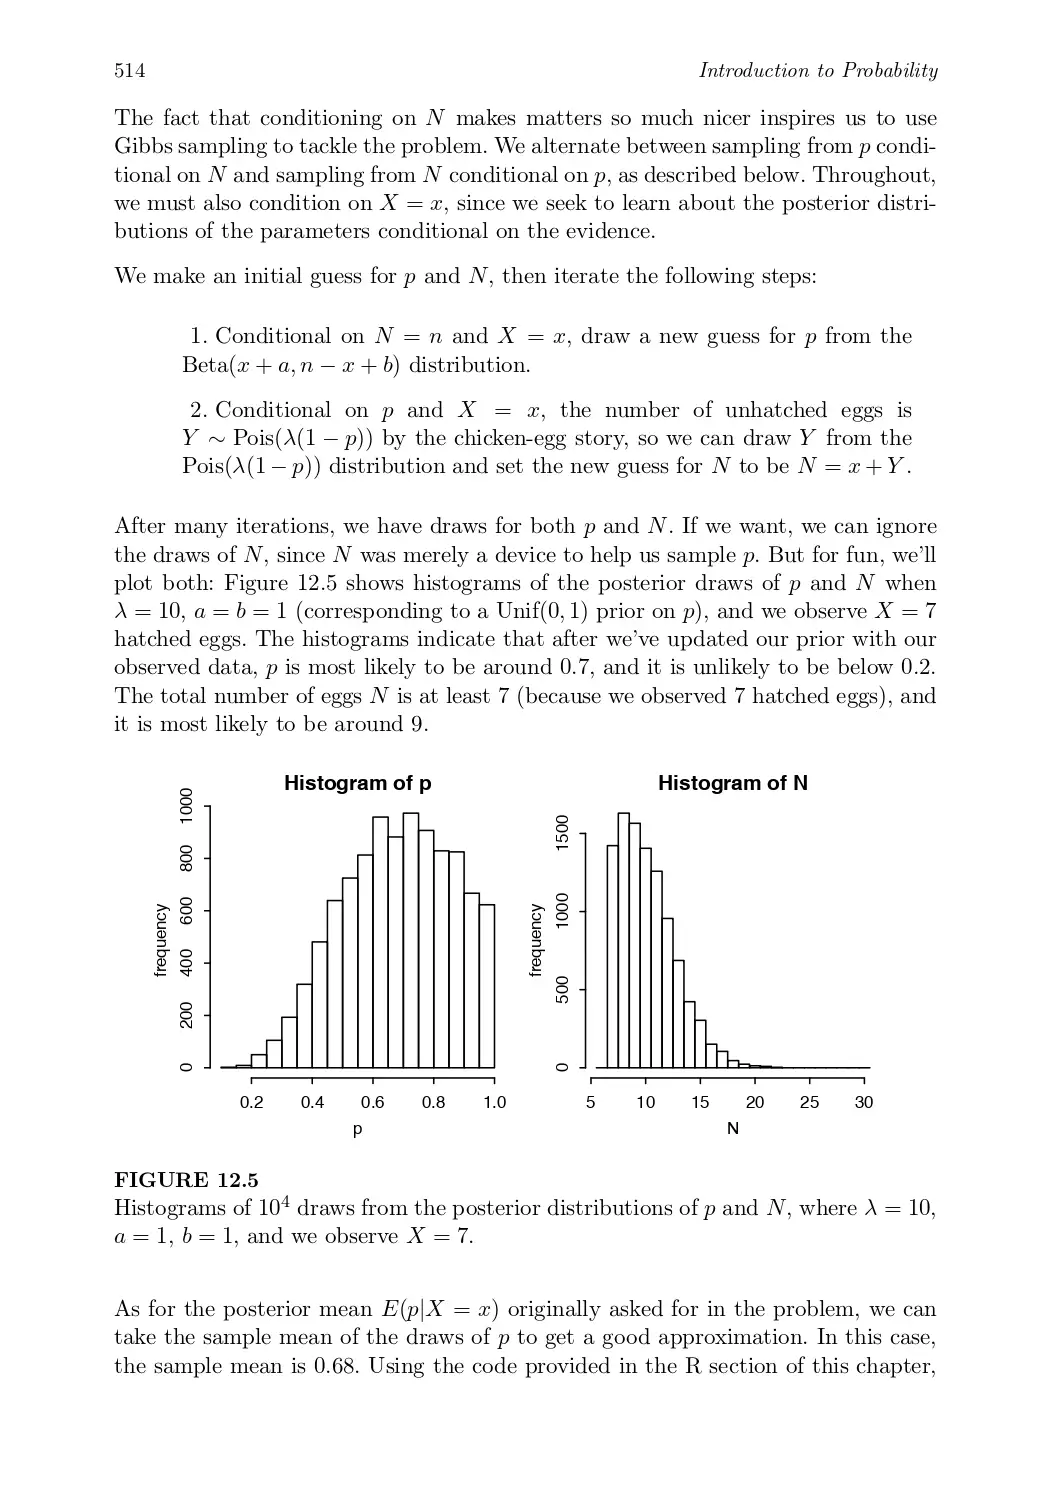 514 Introduction to Probability
The fact that conditioning on N makes matters so much nicer inspires us to use
Gibbs sampling to tackle the problem. We alternate between sampling from p condi-
tional on N and sampling from N conditional on p, as described below. Throughout,
we must also condition on X = x, since we seek to learn about the posterior distri-
butions of the parameters conditional on the evidence.
We make an initial guess for p and N, then iterate the following steps:
1. Conditional on N = n and X = x, draw a new guess for p from the
Beta(x + a, n − x + b) distribution.
2. Conditional on p and X = x, the number of unhatched eggs is
Y ∼ Pois(λ(1 − p)) by the chicken-egg story, so we can draw Y from the
Pois(λ(1 − p)) distribution and set the new guess for N to be N = x + Y.
After many iterations, we have draws for both p and N. If we want, we can ignore
the draws of N, since N was merely a device to help us sample p. But for fun, we'll
plot both: Figure 12.5 shows histograms of the posterior draws of p and N when
λ = 10, a = b = 1 (corresponding to a Unif(0, 1) prior on p), and we observe X = 7
hatched eggs. The histograms indicate that after we've updated our prior with our
observed data, p is most likely to be around 0.7, and it is unlikely to be below 0.2.
The total number of eggs N is at least 7 (because we observed 7 hatched eggs), and
it is most likely to be around 9.
Histogram of p
frequency
0 200 400 600 800 1000
0.2 0.4 0.6 0.8 1.0
p
Histogram of N
frequency
0 500 1000 1500
5 10 15 20 25 30
N
FIGURE 12.5
Histograms of 10⁴ draws from the posterior distributions of p and N, where λ = 10,
a = 1, b = 1, and we observe X = 7.
As for the posterior mean E(p|X = x) originally asked for in the problem, we can
take the sample mean of the draws of p to get a good approximation. In this case,
the sample mean is 0.68. Using the code provided in the R section of this chapter,